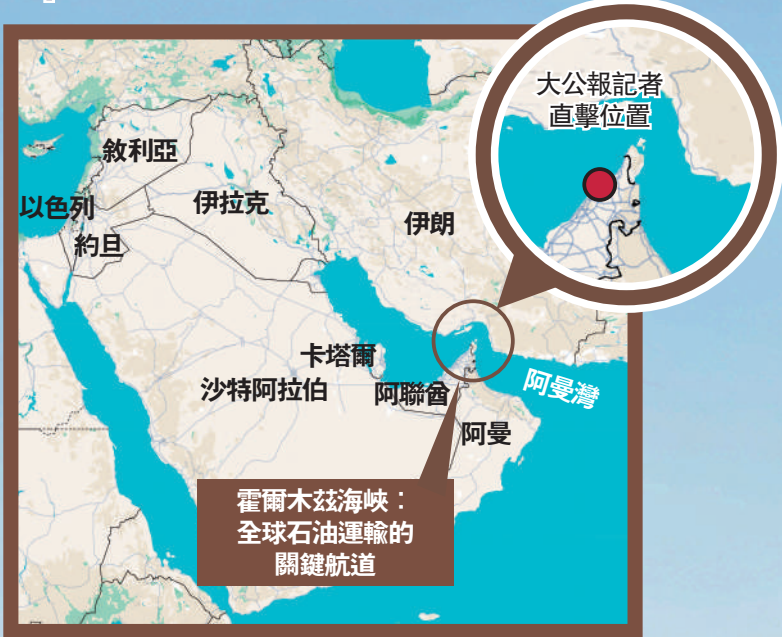 大公報記者
直擊位置
敘利亞
以色列
伊拉克
伊朗
約旦
卡塔爾
沙特阿拉伯
阿聯酋
阿曼灣
阿曼
霍爾木茲海峽：
全球石油運輸的
關鍵航道